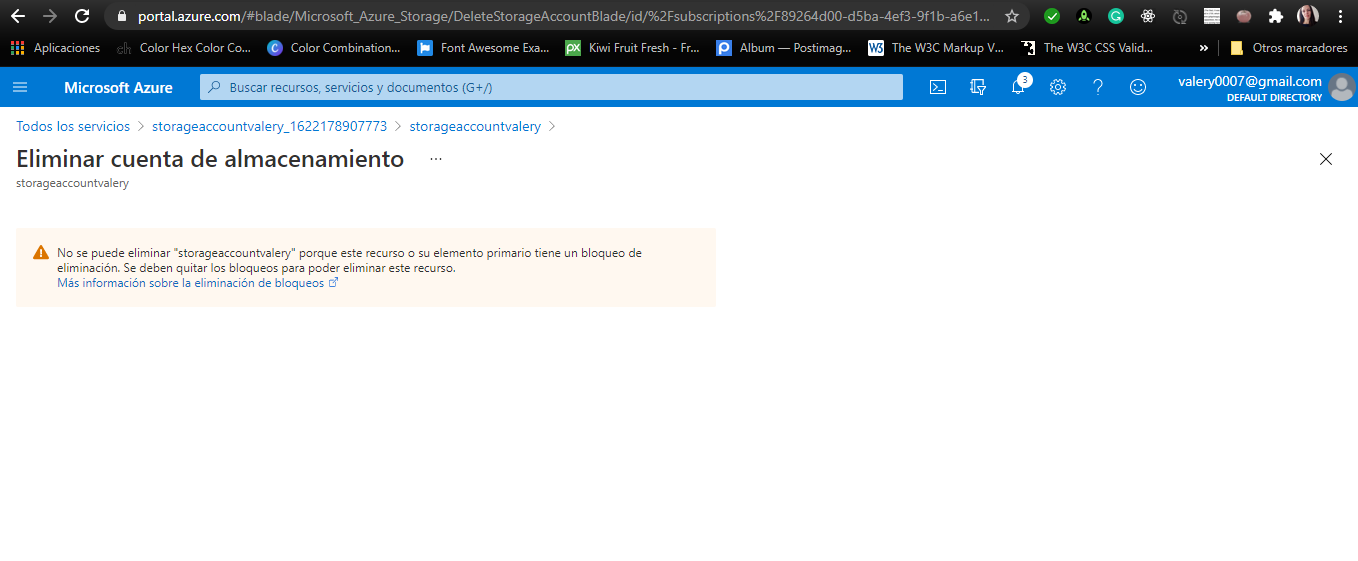 portal.azure.com/#blade/Microsoft_Azure_Storage/DeleteStorageAccountBlade/id/%2Fsubscriptions%2F89264d00-d5ba-4ef3-9f1b-a6e1...
Aplicaciones ch Color Hex Color Co... C Color Combination... Font Awesome Exa... PX Kiwi Fruit Fresh - Fr... P Album — Postimag... W3 The W3C Markup V... The W3C CSS Valid... » Otros marcadores
Microsoft Azure Buscar recursos, servicios y documentos (G+/) 3 valery0007@gmail.com
DEFAULT DIRECTORY
Todos los servicios > storageaccountvalery_1622178907773 > storageaccountvalery >
Eliminar cuenta de almacenamiento ...
storageaccountvalery
No se puede eliminar "storageaccountvalery" porque este recurso o su elemento primario tiene un bloqueo de
eliminación. Se deben quitar los bloqueos para poder eliminar este recurso.
Más información sobre la eliminación de bloqueos